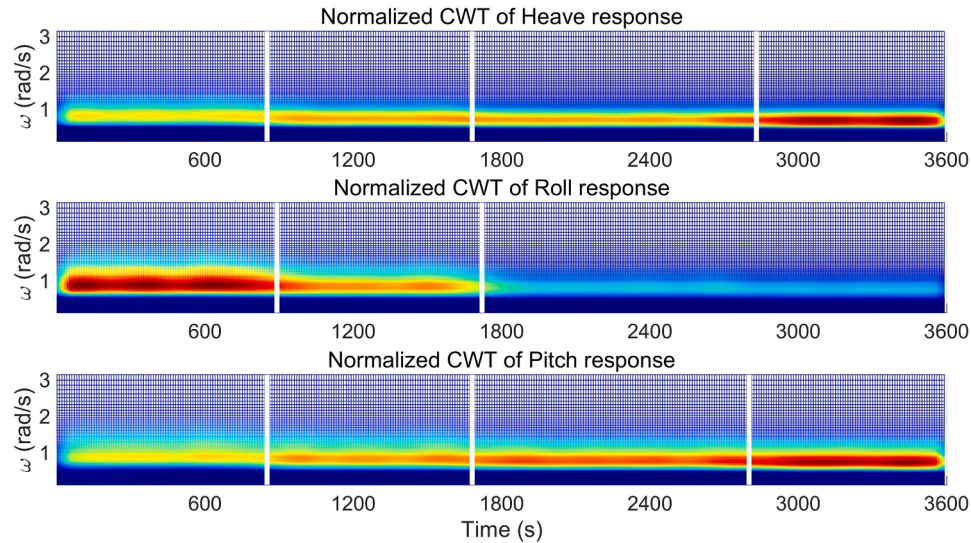 Normalized CWT of Heave response
3
2
1
ω (rad/s)
600 1200 1800 2400 3000 3600
Normalized CWT of Roll response
3
2
1
ω (rad/s)
600 1200 1800 2400 3000 3600
Normalized CWT of Pitch response
3
2
1
ω (rad/s)
600 1200 1800 2400 3000 3600
Time (s)